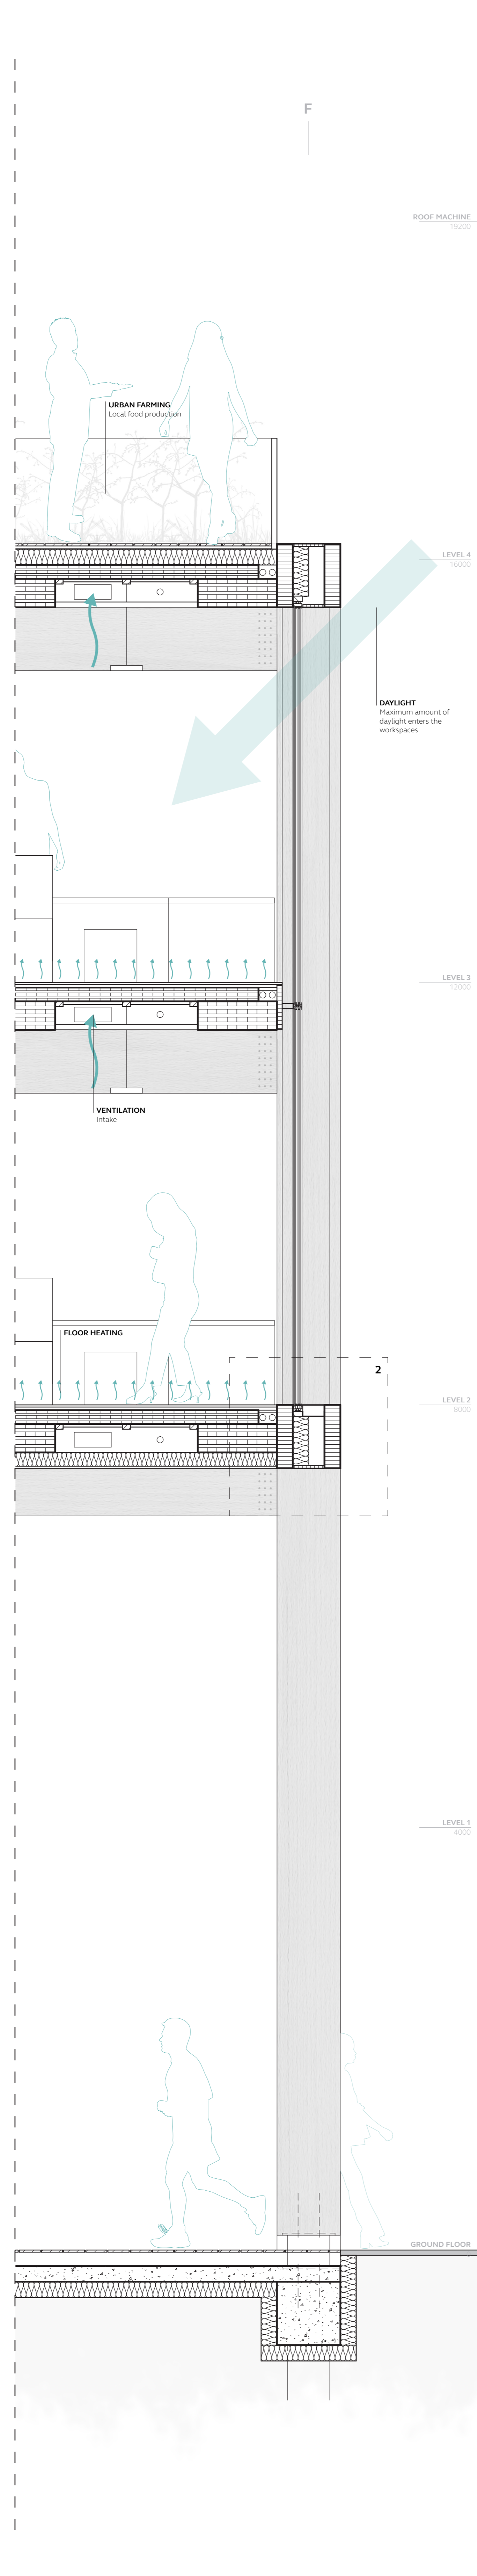 F
ROOF MACHINE
19200
URBAN FARMING
Local food production
LEVEL 4
16000
DAYLIGHT
Maximum amount of
daylight enters the
workspaces
LEVEL 3
12000
VENTILATION
Intake
FLOOR HEATING
2
LEVEL 2
8000
LEVEL 1
4000
GROUND FLOOR